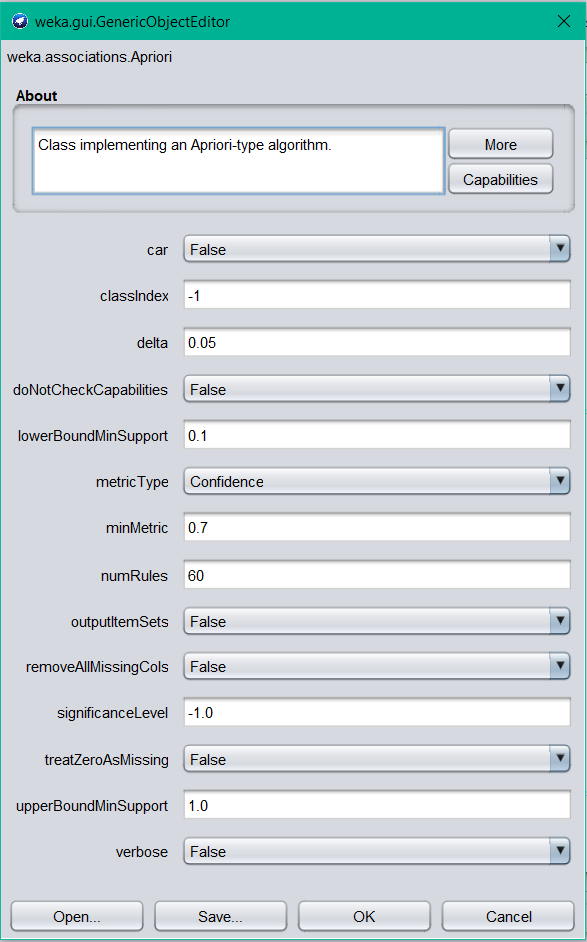 weka.gui.GenericObjectEditor
weka.associations.Apriori
About
Class implementing an Apriori-type algorithm.
More
Capabilities
car False
classIndex -1
delta 0.05
doNotCheckCapabilities False
lowerBoundMinSupport 0.1
metricType Confidence
minMetric 0.7
numRules 60
outputItemSets False
removeAllMissingCols False
significanceLevel -1.0
treatZeroAsMissing False
upperBoundMinSupport 1.0
verbose False
Open... Save... OK Cancel